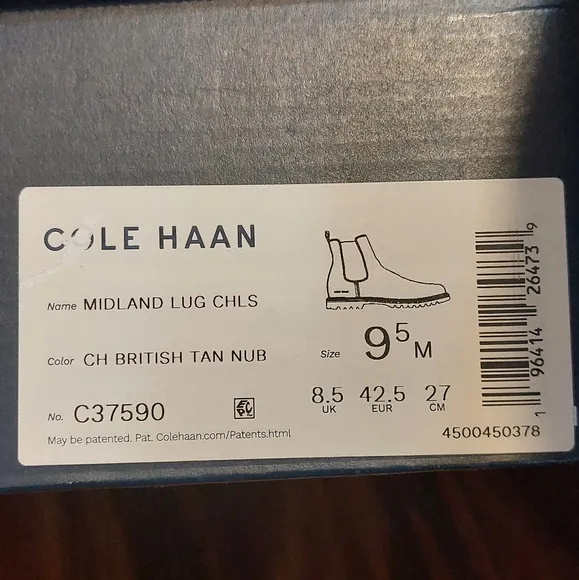 COLE HAAN
Name MIDLAND LUG CHLS
Color CH BRITISH TAN NUB
Size 9⁵ M
8.5 42.5 27
UK EUR CM
No. C37590
May be patented. Pat. Colehaan.com/Patents.html
4500450378
1 96414 26473 9